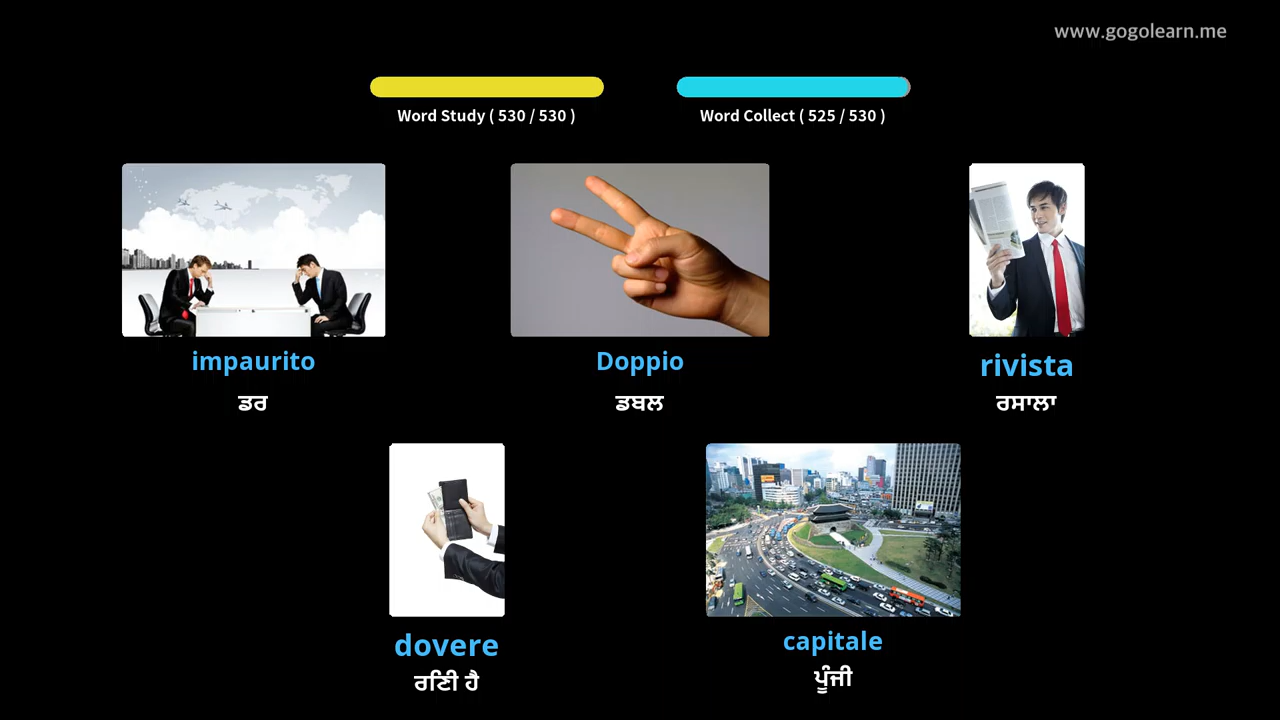 www.gogolearn.me
Word Study ( 530 / 530 )
Word Collect ( 525 / 530 )
impaurito
ਡਰ
Doppio
ਡਬਲ
rivista
ਰਸਾਲਾ
dovere
ਰਣਿੀ ਹੈ
capitale
ਪੂੰਜੀ